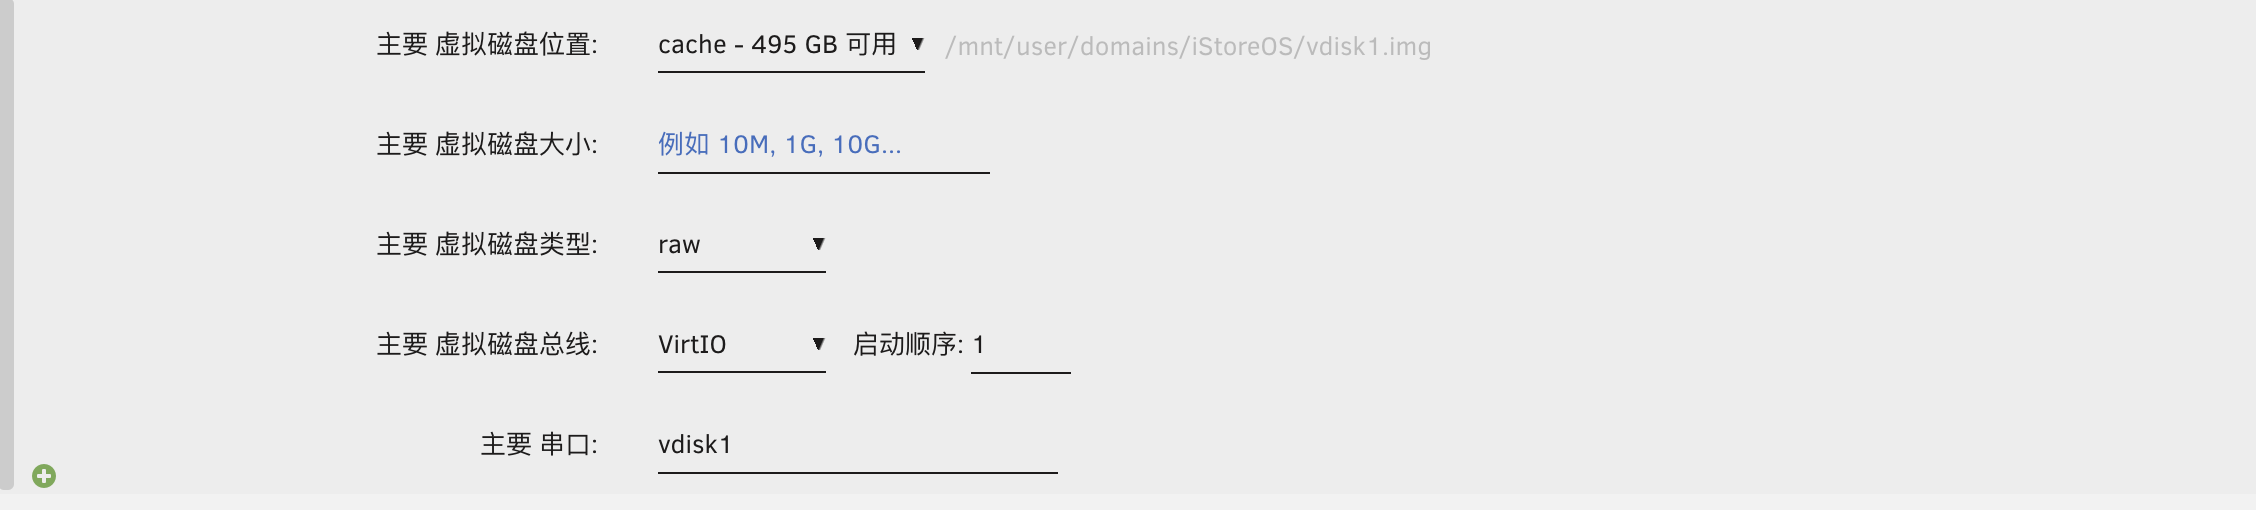 主要 虚拟磁盘位置: cache - 495 GB 可用 /mnt/user/domains/iStoreOS/vdisk1.img
主要 虚拟磁盘大小: 例如 10M, 1G, 10G...
主要 虚拟磁盘类型: raw
主要 虚拟磁盘总线: VirtIO 启动顺序: 1
主要 串口: vdisk1